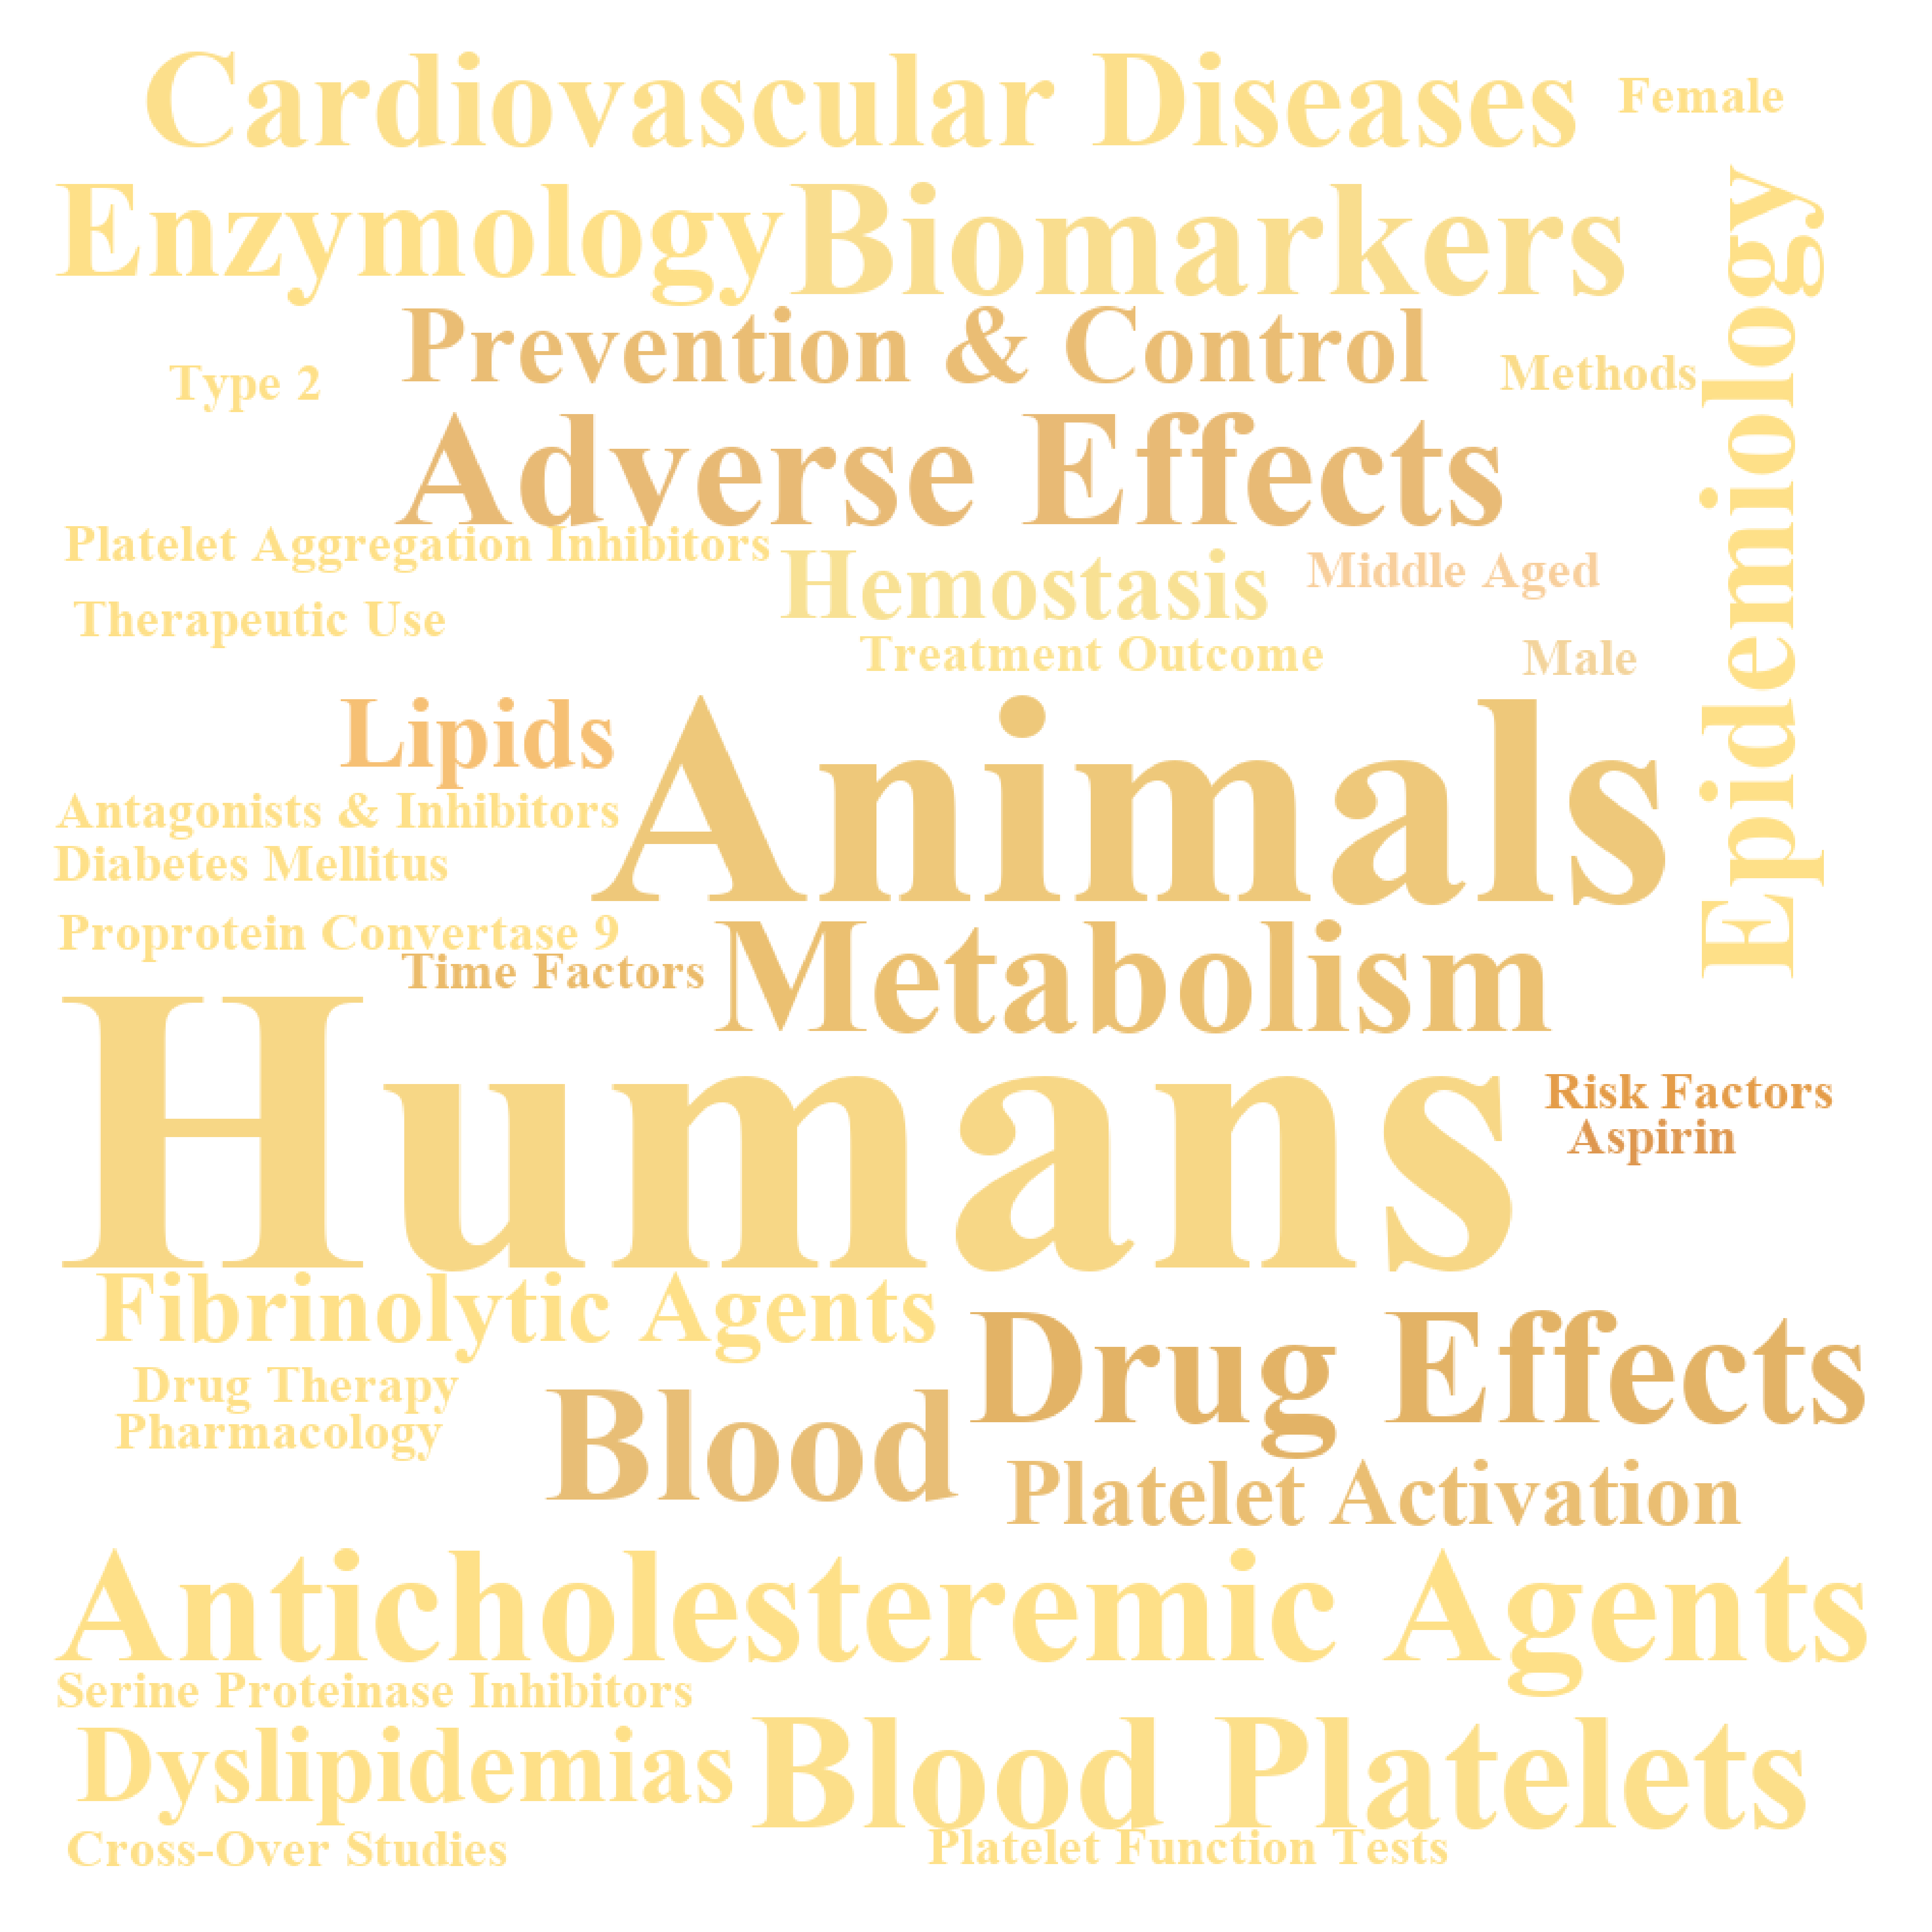 Cardiovascular Diseases
Female
Enzymology
Biomarkers
Epidemiology
Prevention & Control
Type 2
Methods
Adverse Effects
Platelet Aggregation Inhibitors
Hemostasis
Middle Aged
Therapeutic Use
Treatment Outcome
Male
Lipids
Animals
Antagonists & Inhibitors
Diabetes Mellitus
Proprotein Convertase 9
Time Factors
Metabolism
Humans
Risk Factors
Aspirin
Fibrinolytic Agents
Drug Effects
Drug Therapy
Pharmacology
Blood
Platelet Activation
Anticholesteremic Agents
Serine Proteinase Inhibitors
Dyslipidemias
Blood Platelets
Cross-Over Studies
Platelet Function Tests